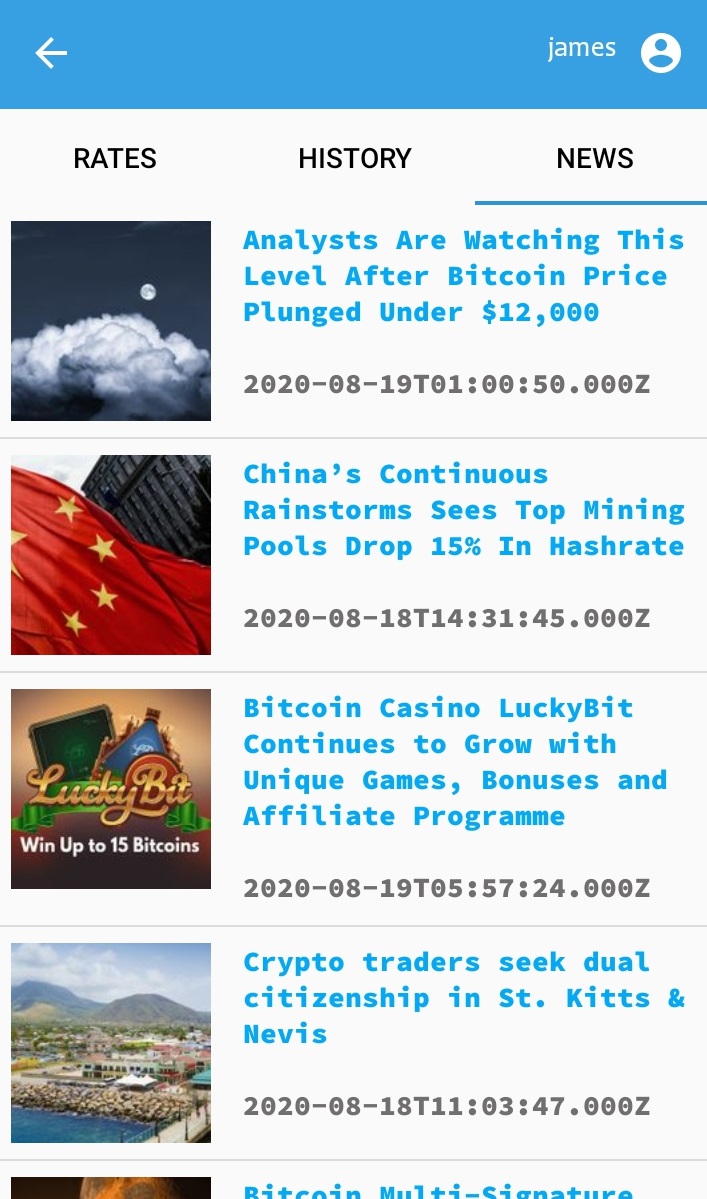 james
RATES
HISTORY
NEWS
Analysts Are Watching This
Level After Bitcoin Price
Plunged Under $12,000
2020-08-19T01:00:50.000Z
China’s Continuous
Rainstorms Sees Top Mining
Pools Drop 15% In Hashrate
2020-08-18T14:31:45.000Z
LuckyBit
Win Up to 15 Bitcoins
Bitcoin Casino LuckyBit
Continues to Grow with
Unique Games, Bonuses and
Affiliate Programme
2020-08-19T05:57:24.000Z
Crypto traders seek dual
citizenship in St. Kitts &
Nevis
2020-08-18T11:03:47.000Z
Bitcoin Multi-Signature